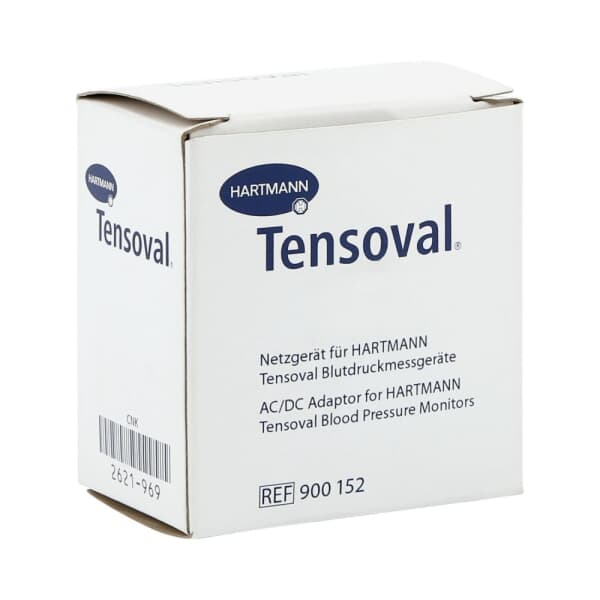 Tensoval
HARTMANN
Tensoval®
CNK
2621-969
HARTMANN
Tensoval®
Netzgerät für HARTMANN
Tensoval Blutdruckmessgeräte
AC/DC Adaptor for HARTMANN
Tensoval Blood Pressure Monitors
REF 900 152